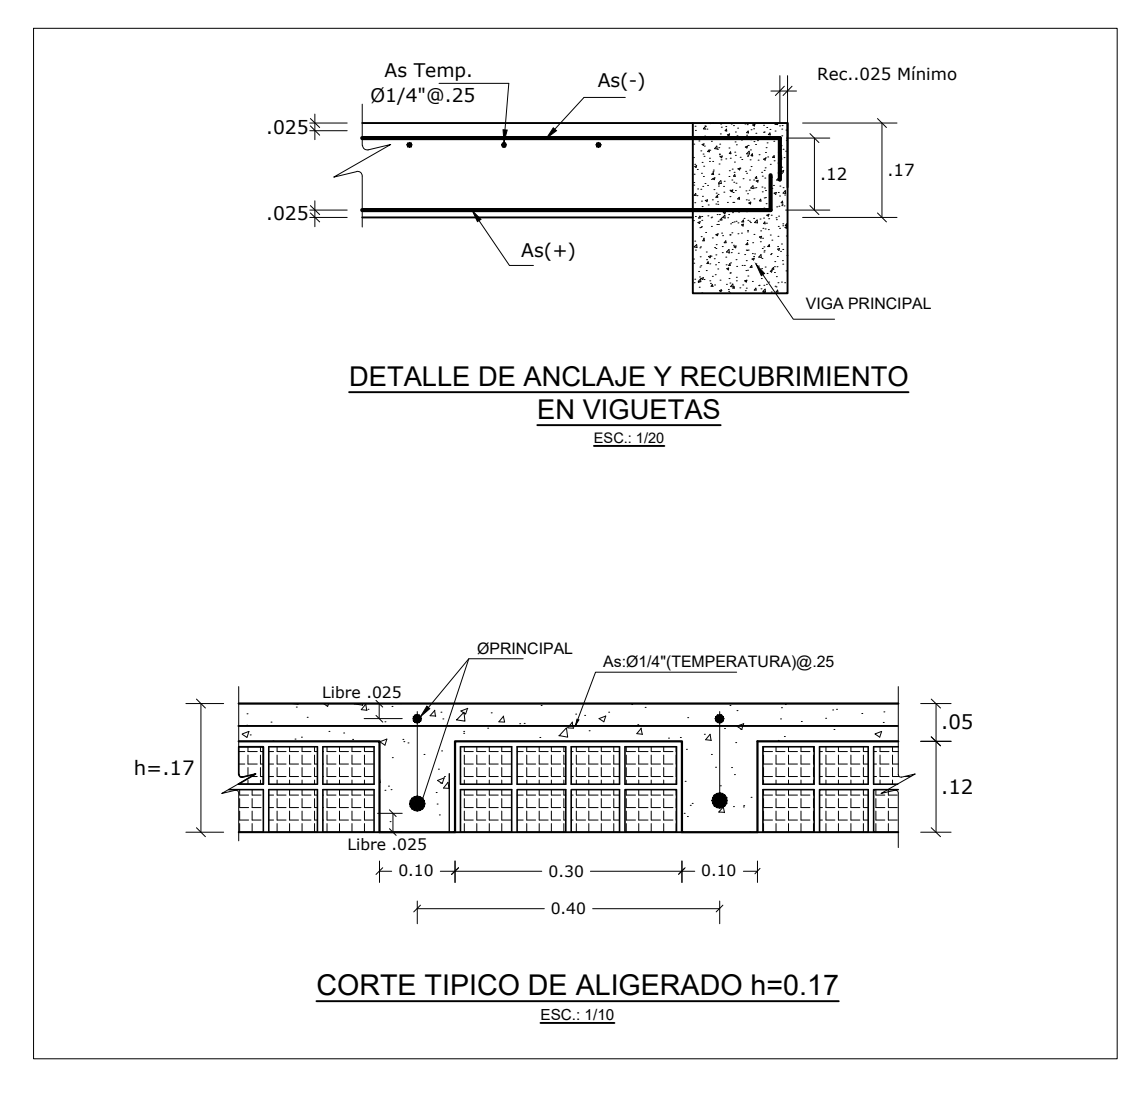 As Temp.
Ø1/4"@.25
As(-)
Rec..025 Mínimo
.025
.12
.17
.025
As(+)
VIGA PRINCIPAL
DETALLE DE ANCLAJE Y RECUBRIMIENTO
EN VIGUETAS
ESC.: 1/20
ØPRINCIPAL
As:Ø1/4"(TEMPERATURA)@.25
Libre .025
.05
h=.17
.12
Libre .025
0.10
0.30
0.10
0.40
CORTE TIPICO DE ALIGERADO h=0.17
ESC.: 1/10